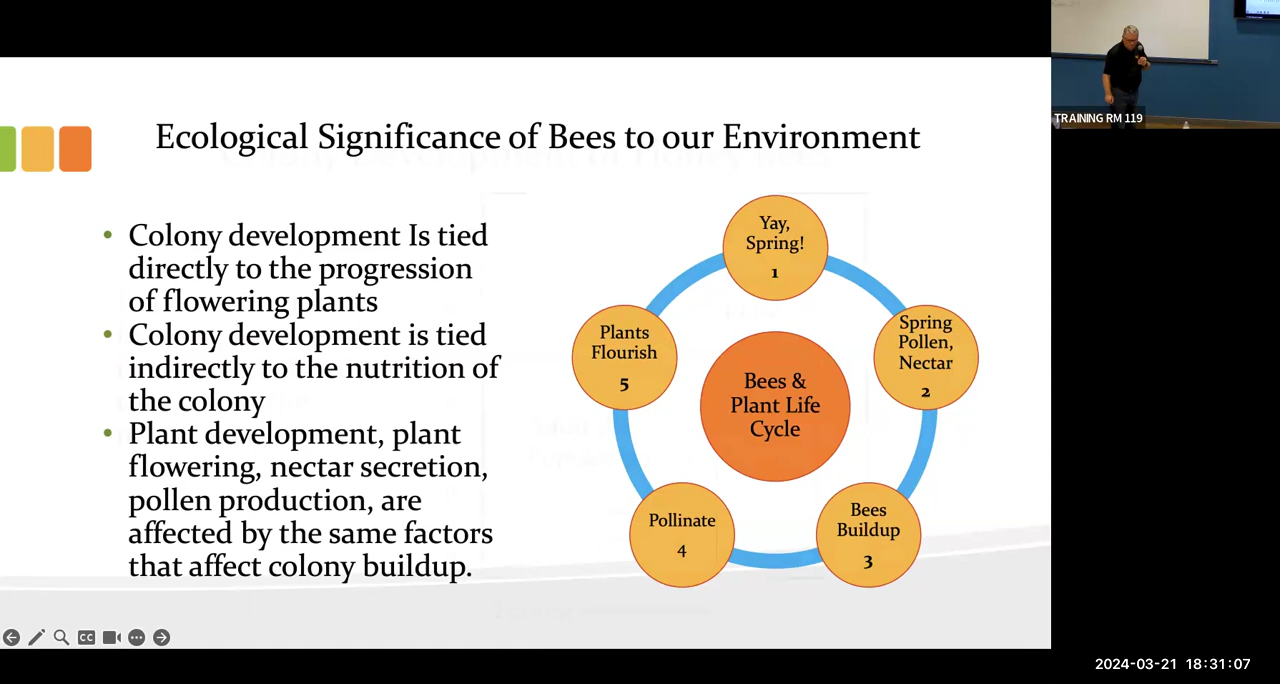 TRAINING RM 119
Ecological Significance of Bees to our Environment
• Colony development Is tied
directly to the progression
of flowering plants
• Colony development is tied
indirectly to the nutrition of
the colony
• Plant development, plant
flowering, nectar secretion,
pollen production, are
affected by the same factors
that affect colony buildup.
Yay,
Spring!
1
Spring
Pollen,
Nectar
2
Bees
Buildup
3
Pollinate
4
Plants
Flourish
5
Bees &
Plant Life
Cycle
CC
2024-03-21 18:31:07